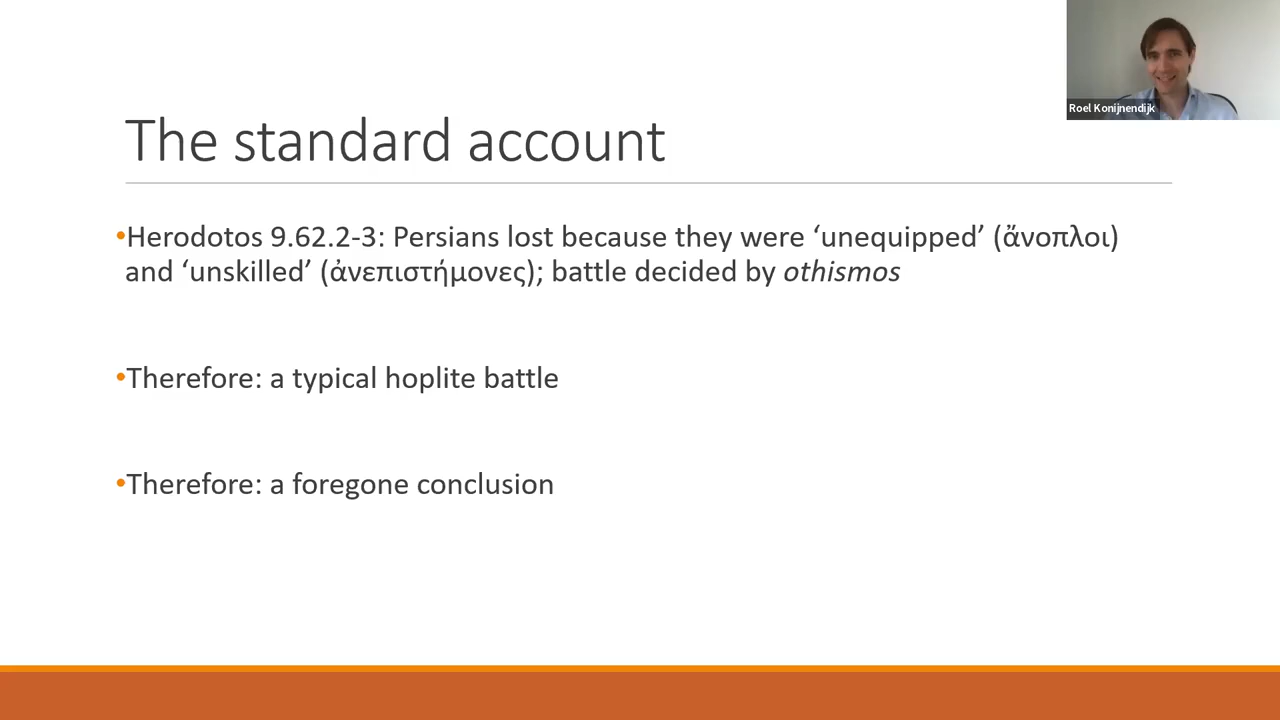 Roel Konijnendijk
The standard account
•Herodotos 9.62.2-3: Persians lost because they were ‘unequipped’ (ἄνοπλοι)
and ‘unskilled’ (ἀνεπιστήμονες); battle decided by othismos
•Therefore: a typical hoplite battle
•Therefore: a foregone conclusion